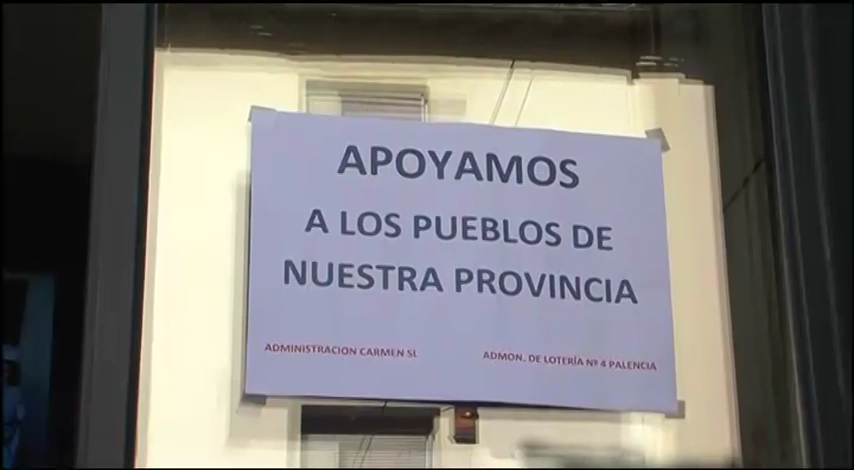 APOYAMOS
A LOS PUEBLOS DE
NUESTRA PROVINCIA
ADMINISTRACION CARMEN SL ADMON. DE LOTERÍA Nº 4 PALENCIA